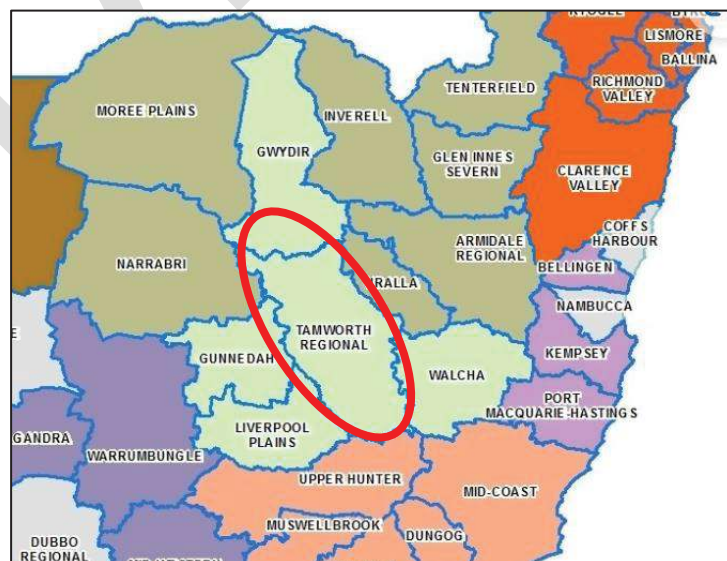 LISMORE
BALLINA
RICHMOND
VALLEY
TENTERFIELD
MOREE PLAINS
INVERELL
GWYDIR
GLEN INNES
SEVERN
CLARENCE
VALLEY
COFFS
HARBOUR
ARMIDALE
REGIONAL
BELLINGEN
NARRABRI
NAMBUCCA
TAMWORTH
REGIONAL
GUNNEDAH
KEMPSEY
WALCHA
PORT
MACQUARIE-HASTINGS
LIVERPOOL
PLAINS
GANDRA
WARRUMBUNGLE
UPPER HUNTER
MID-COAST
MUSWELLBROOK
DUNGOG
DUBBO
REGIONAL